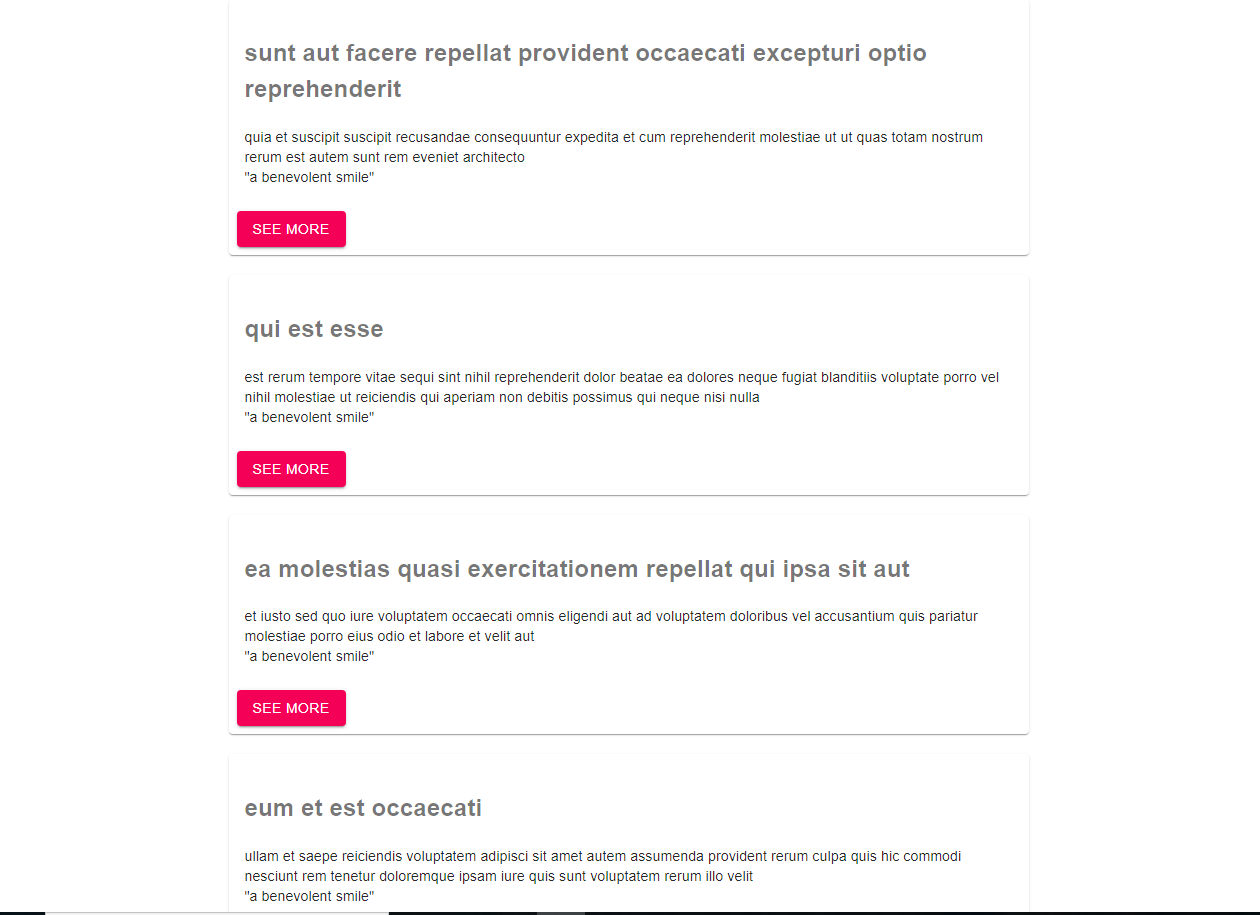 sunt aut facere repellat provident occaecati excepturi optio
reprehenderit
quia et suscipit suscipit recusandae consequuntur expedita et cum reprehenderit molestiae ut ut quas totam nostrum
rerum est autem sunt rem eveniet architecto
"a benevolent smile"
SEE MORE
qui est esse
est rerum tempore vitae sequi sint nihil reprehenderit dolor beatae ea dolores neque fugiat blanditiis voluptate porro vel
nihil molestiae ut reiciendis qui aperiam non debitis possimus qui neque nisi nulla
"a benevolent smile"
SEE MORE
ea molestias quasi exercitationem repellat qui ipsa sit aut
et iusto sed quo iure voluptatem occaecati omnis eligendi aut ad voluptatem doloribus vel accusantium quis pariatur
molestiae porro eius odio et labore et velit aut
"a benevolent smile"
SEE MORE
eum et est occaecati
ullam et saepe reiciendis voluptatem adipisci sit amet autem assumenda provident rerum culpa quis hic commodi
nesciunt rem tenetur doloremque ipsam iure quis sunt voluptatem rerum illo velit
"a benevolent smile"